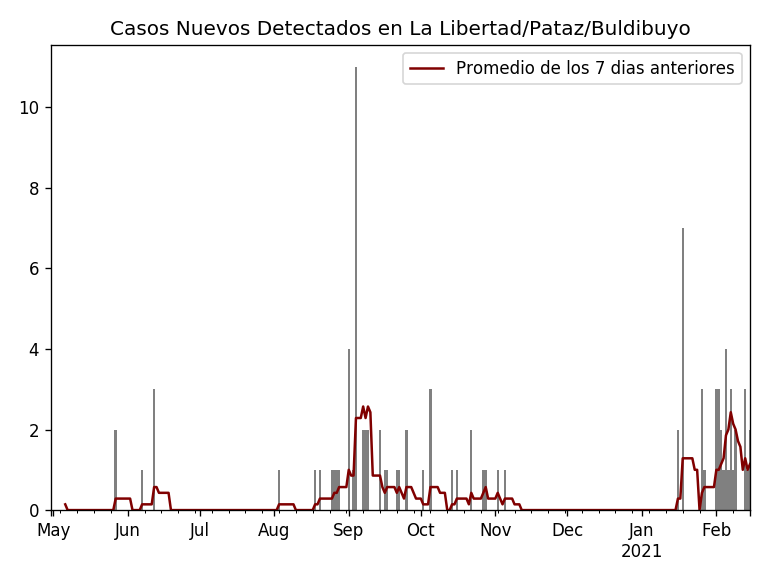 Casos Nuevos Detectados en La Libertad/Pataz/Buldibuyo
Promedio de los 7 dias anteriores
10
8
6
4
2
0
May Jun Jul Aug Sep Oct Nov Dec Jan Feb
2021